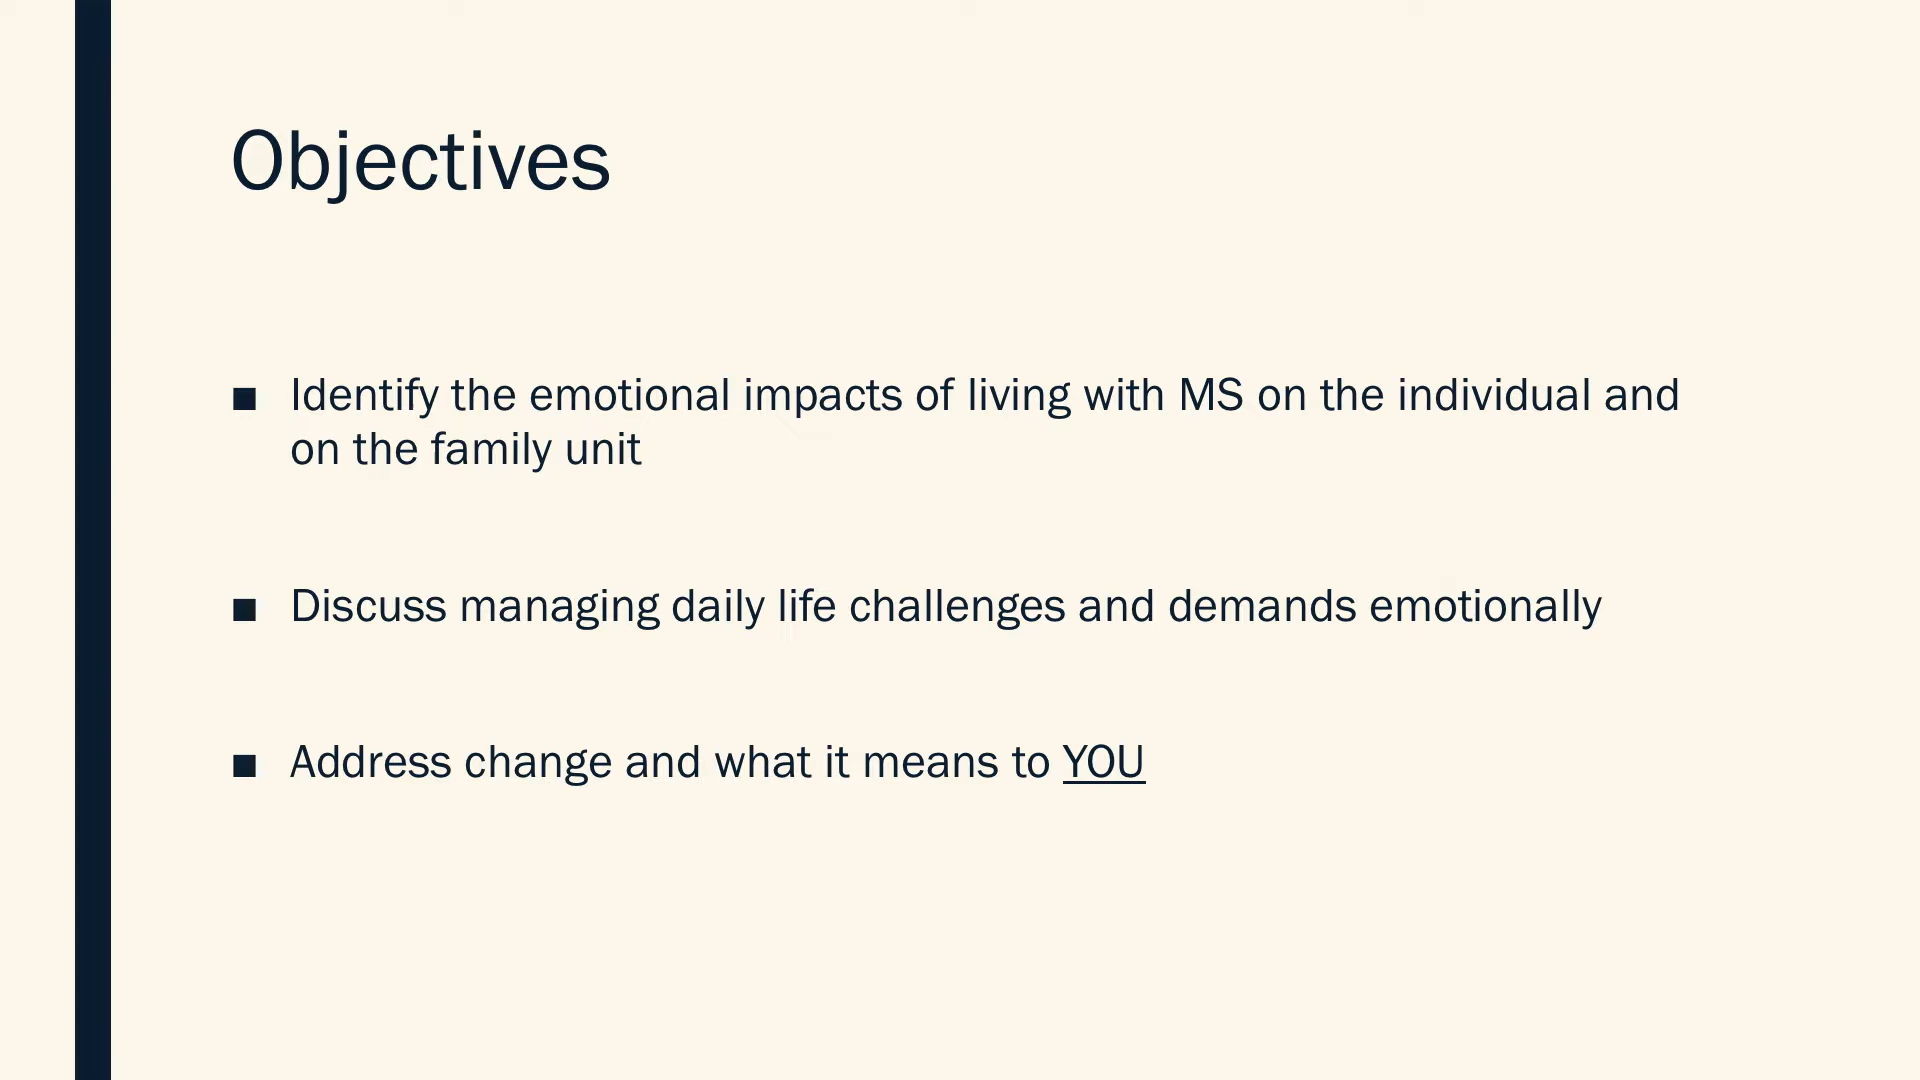 Objectives
■ Identify the emotional impacts of living with MS on the individual and
on the family unit
■ Discuss managing daily life challenges and demands emotionally
■ Address change and what it means to YOU